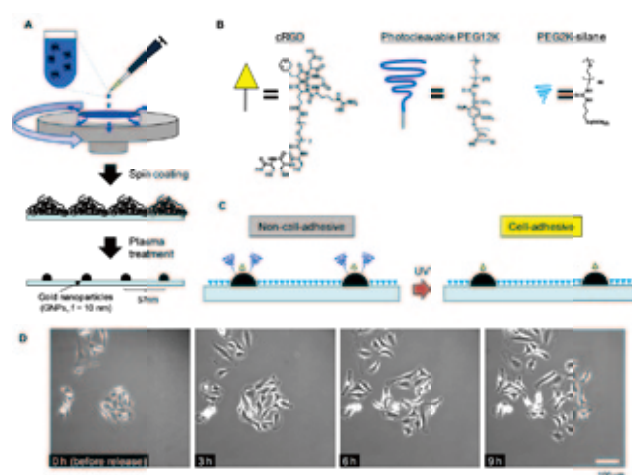 A
B
cRGD
Photocleavable PEG12K
PEG2K-silane
Spin coating
Plasma
treatment
Gold nanoparticles
(GNPs, f = 10 nm)
57nm
C
Non-cell-adhesive
Cell-adhesive
UV
D
0 h (before release)
3 h
6 h
9 h